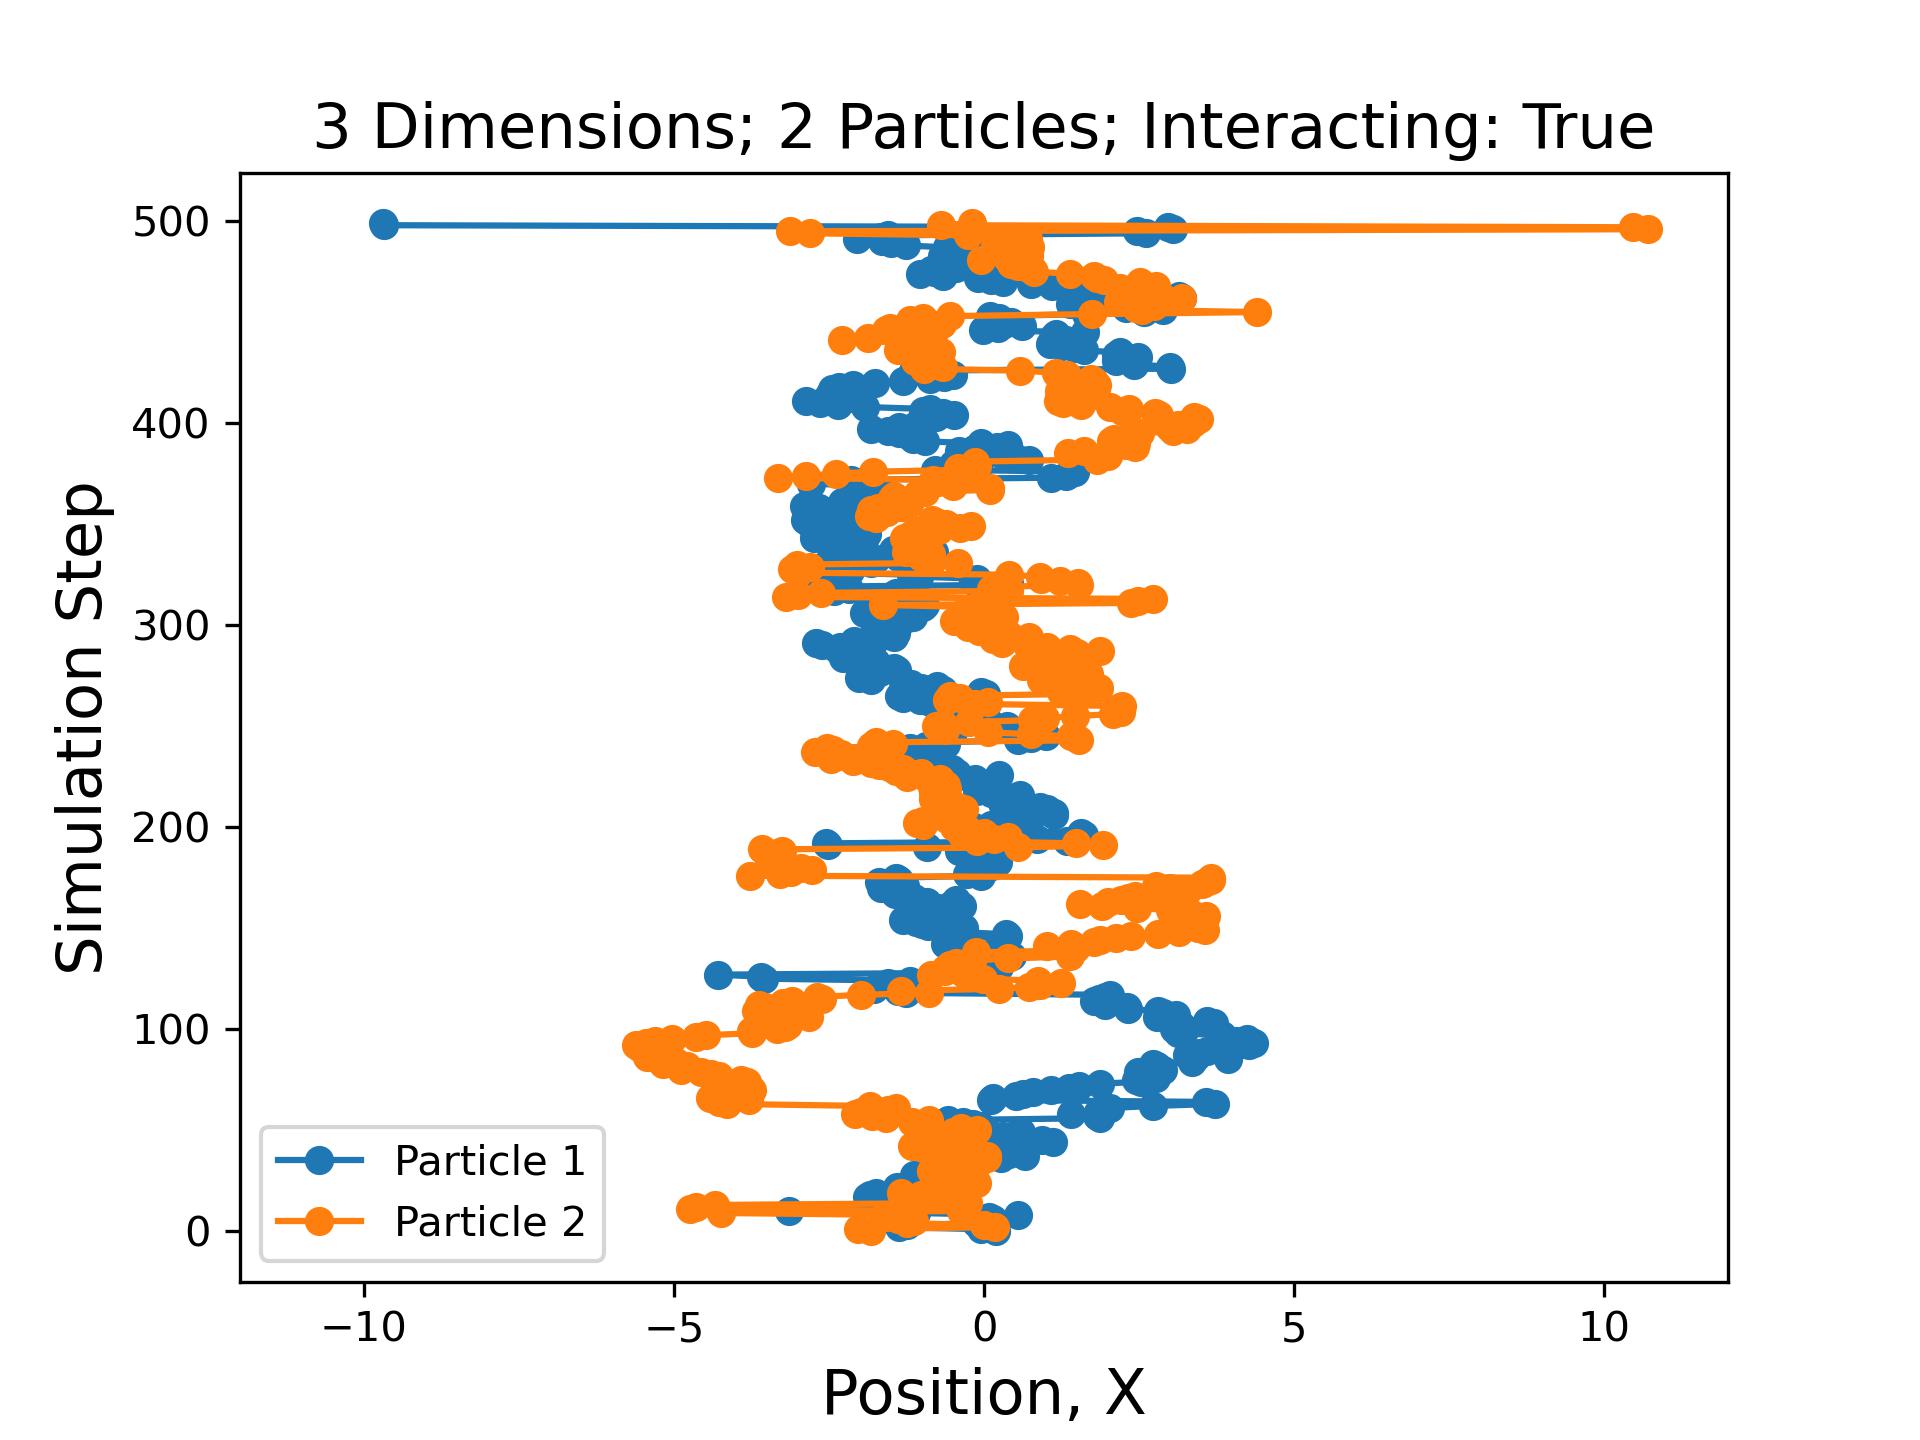 3 Dimensions; 2 Particles; Interacting: True
Simulation Step
500
400
300
200
100
0
Particle 1
Particle 2
−10
−5
0
5
10
Position, X